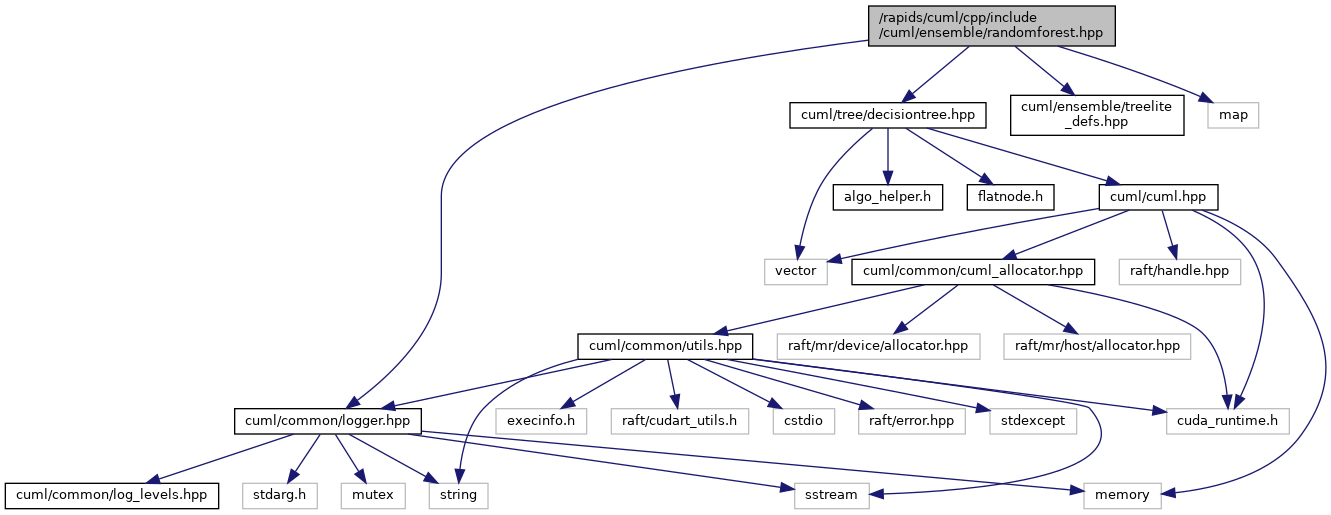 /rapids/cuml/cpp/include
/cuml/ensemble/randomforest.hpp
cuml/tree/decisiontree.hpp
cuml/ensemble/treelite
_defs.hpp
map
algo_helper.h
flatnode.h
cuml/cuml.hpp
vector
cuml/common/cuml_allocator.hpp
raft/handle.hpp
cuml/common/utils.hpp
raft/mr/device/allocator.hpp
raft/mr/host/allocator.hpp
cuml/common/logger.hpp
execinfo.h
raft/cudart_utils.h
cstdio
raft/error.hpp
stdexcept
cuda_runtime.h
cuml/common/log_levels.hpp
stdarg.h
mutex
string
sstream
memory